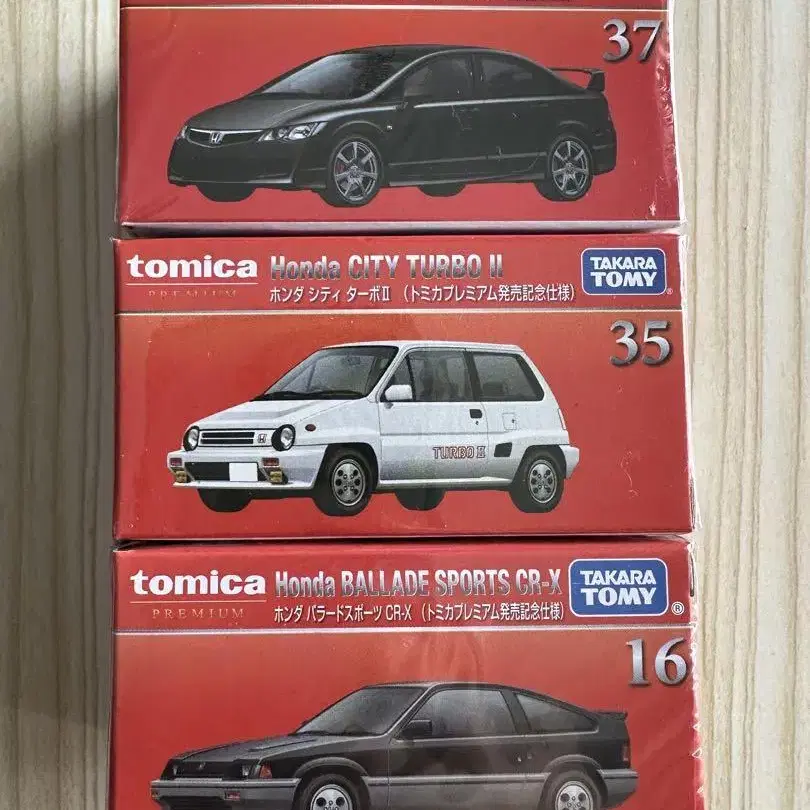 37
tomica
PREMIUM
Honda CITY TURBO II
ホンダ シティ ターボⅡ （トミカプレミアム発売記念仕様）
TAKARA
TOMY
35
TURBO II
tomica
PREMIUM
Honda BALLADE SPORTS CR-X
ホンダ バラードスポーツ CR-X （トミカプレミアム発売記念仕様）
TAKARA
TOMY
®
16